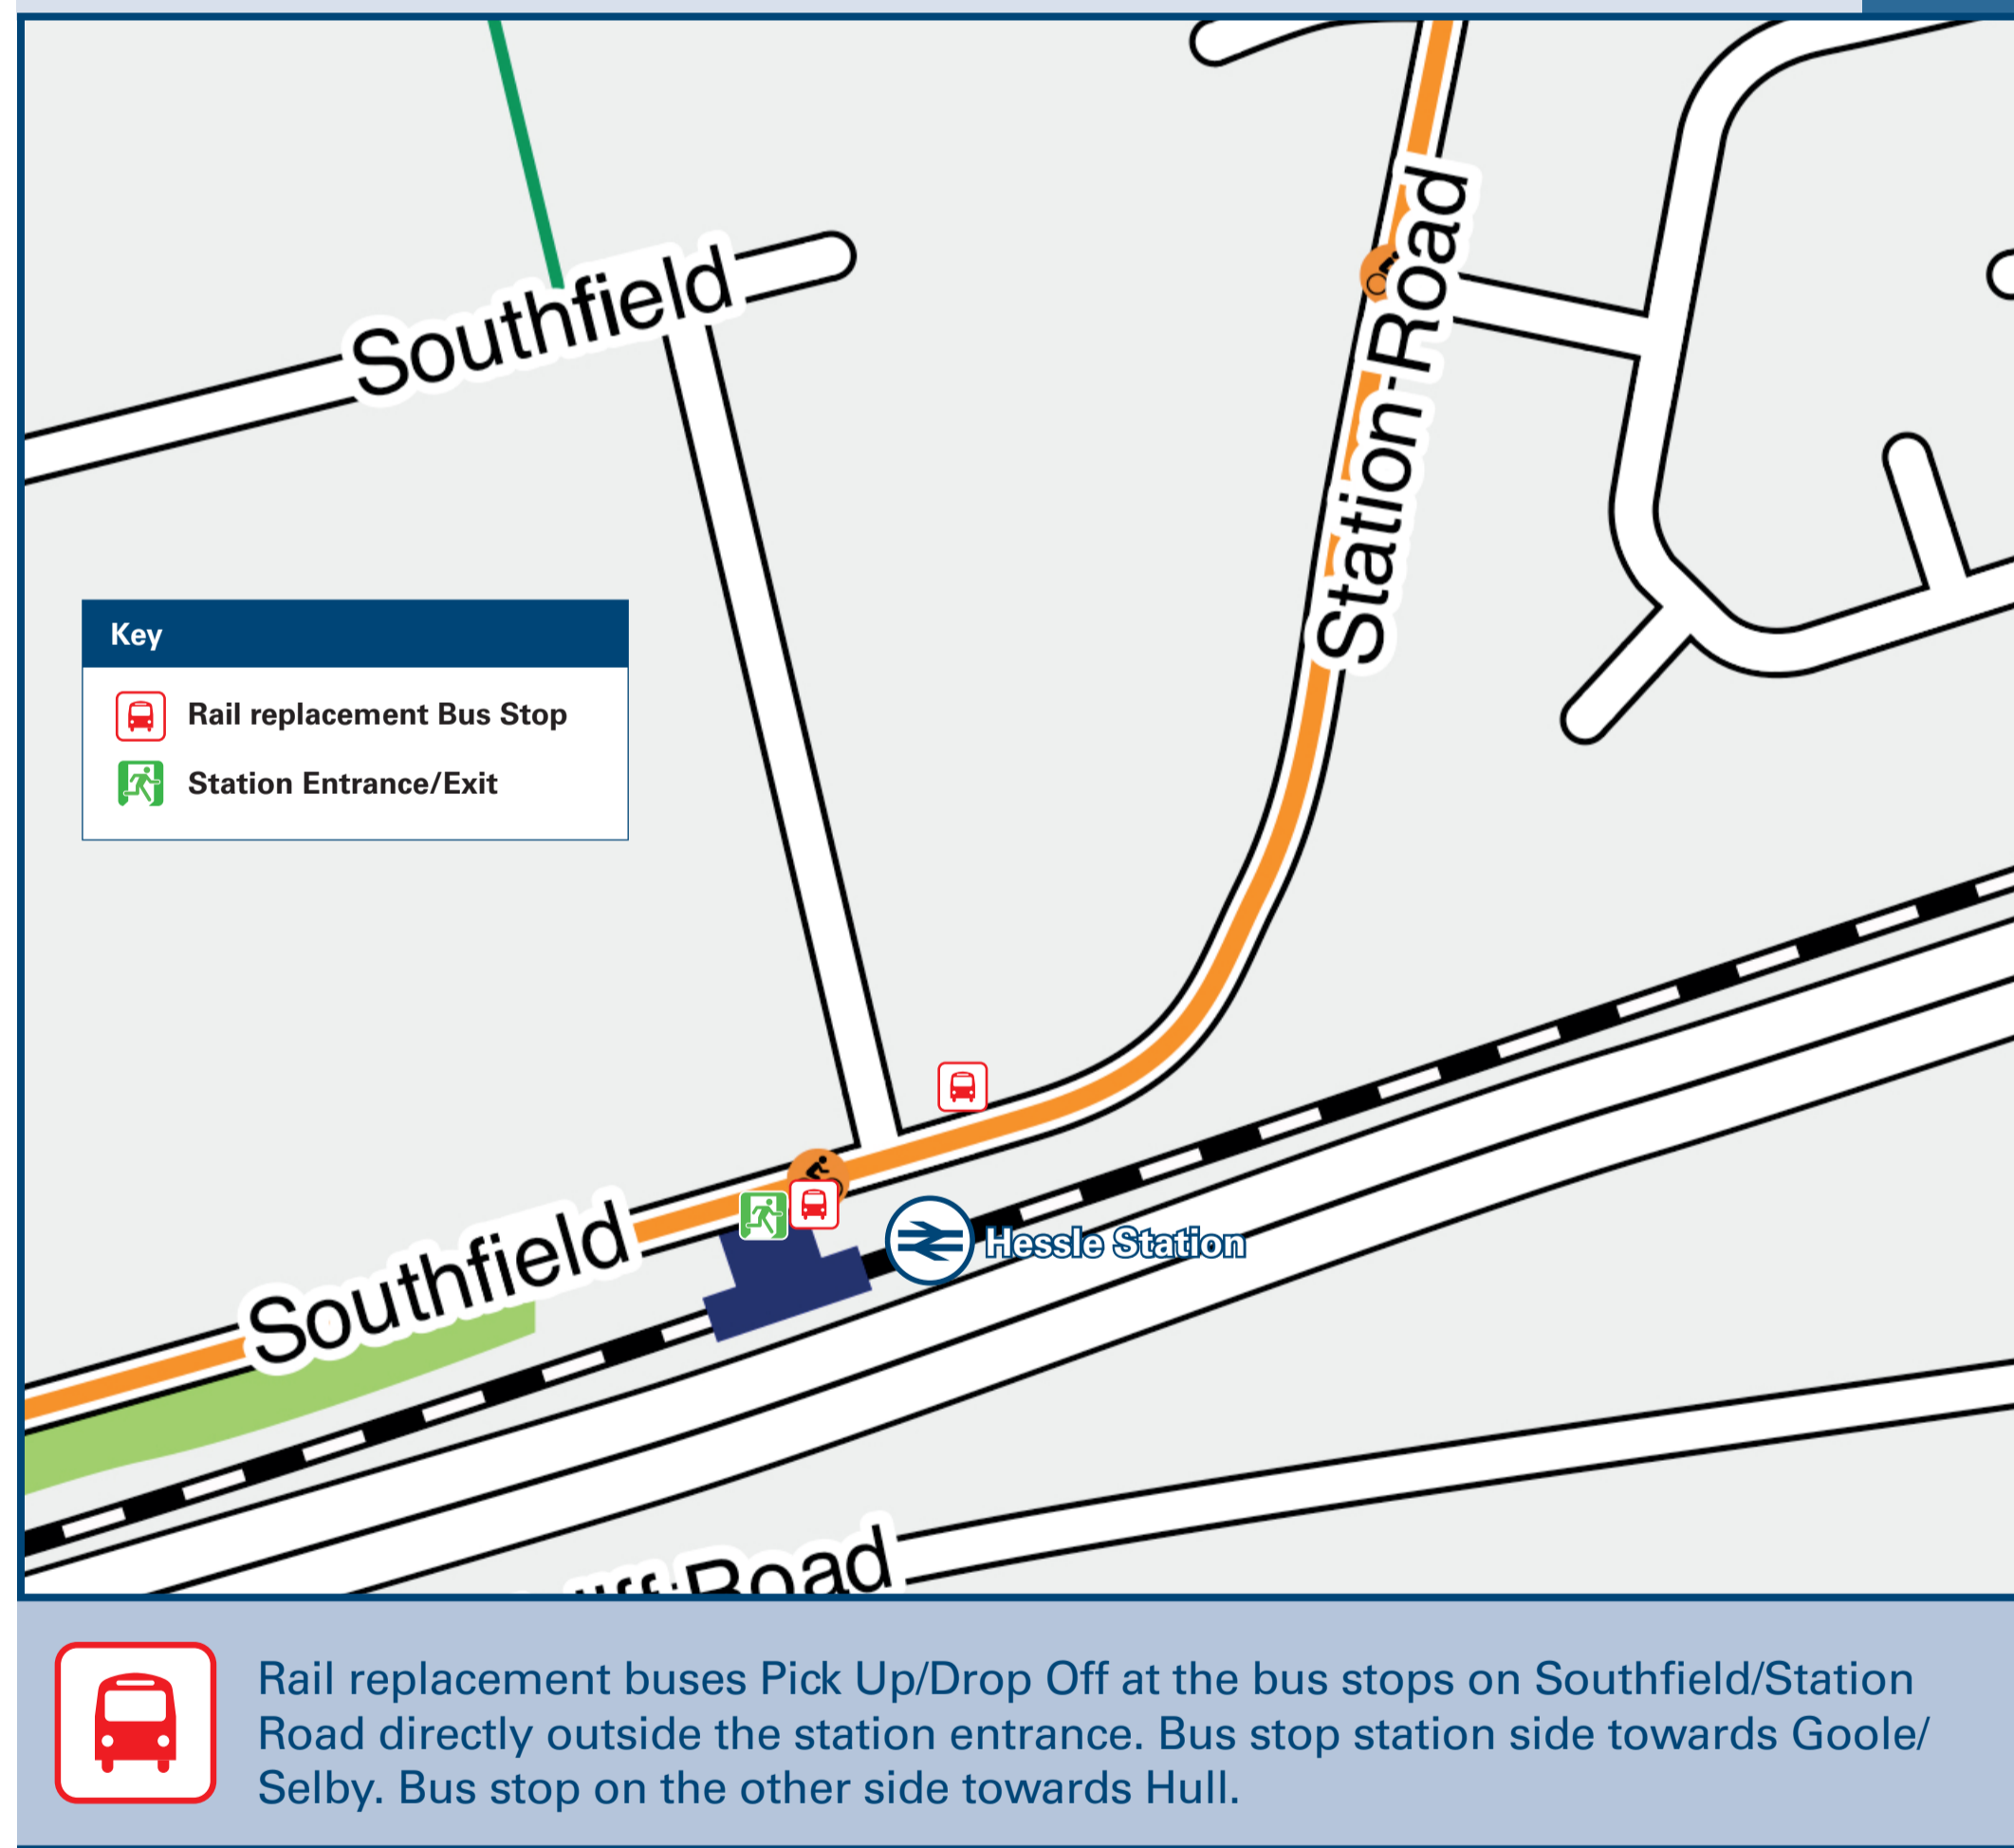 Southfield
Station Road
Key
Rail replacement Bus Stop
Station Entrance/Exit
Hessle Station
Southfield
Road
Rail replacement buses Pick Up/Drop Off at the bus stops on Southfield/Station
Road directly outside the station entrance. Bus stop station side towards Goole/
Selby. Bus stop on the other side towards Hull.